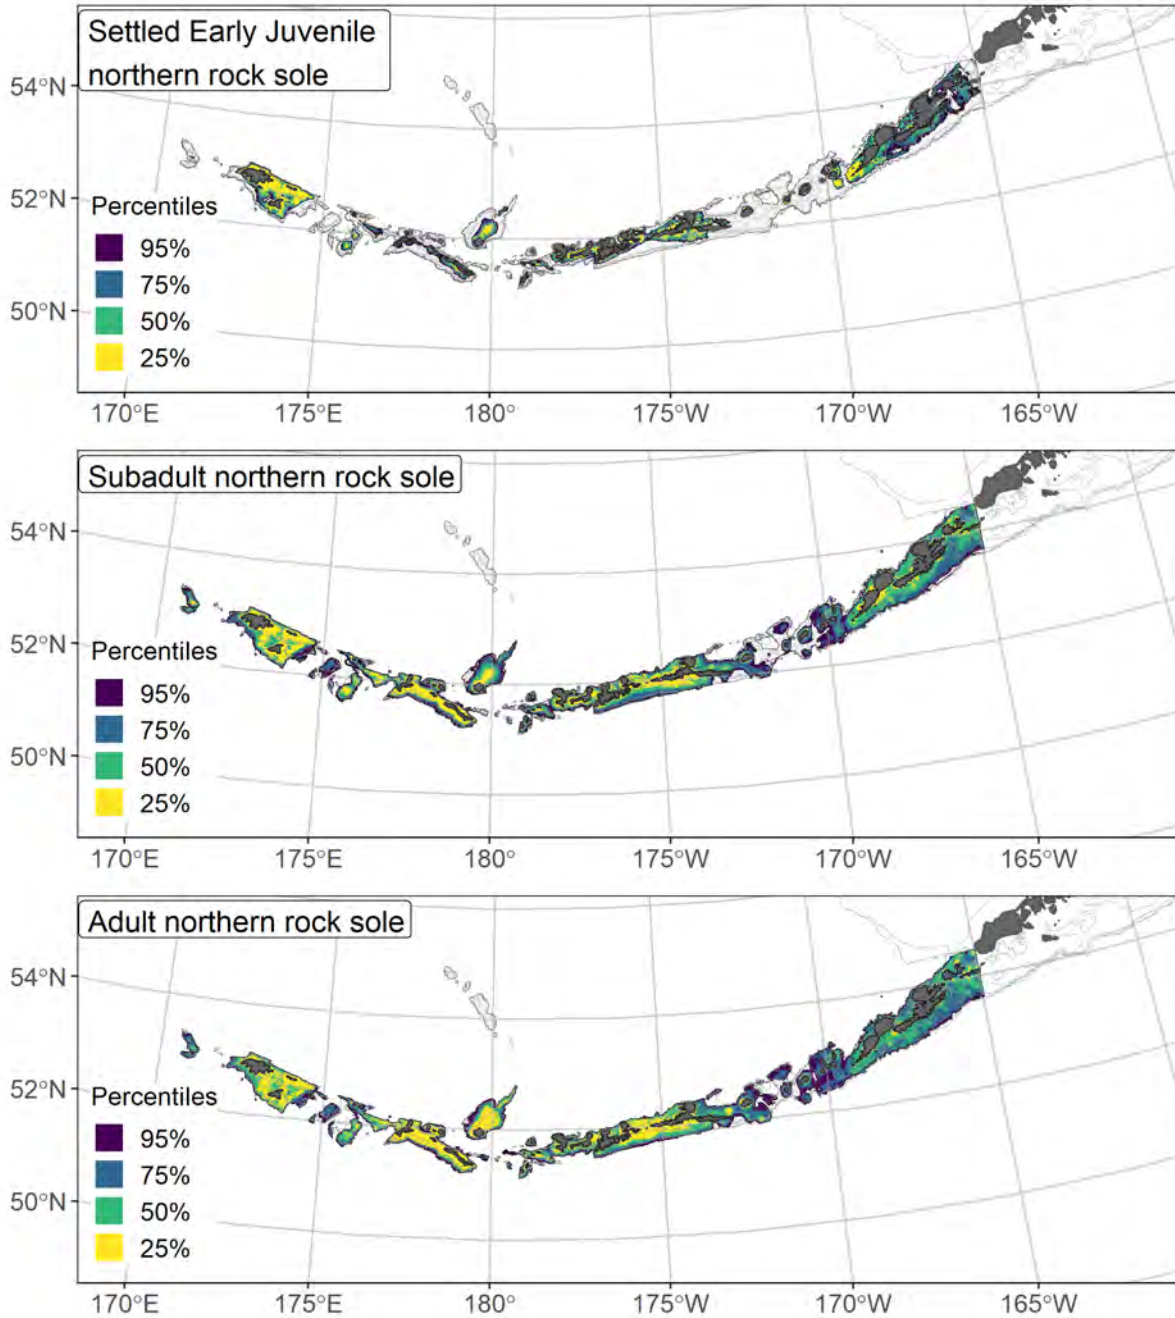 Settled Early Juvenile
northern rock sole
54°N
52°N
50°N
Percentiles
95%
75%
50%
25%
170°E 175°E 180° 175°W 170°W 165°W
Subadult northern rock sole
54°N
52°N
50°N
Percentiles
95%
75%
50%
25%
170°E 175°E 180° 175°W 170°W 165°W
Adult northern rock sole
54°N
52°N
50°N
Percentiles
95%
75%
50%
25%
170°E 175°E 180° 175°W 170°W 165°W